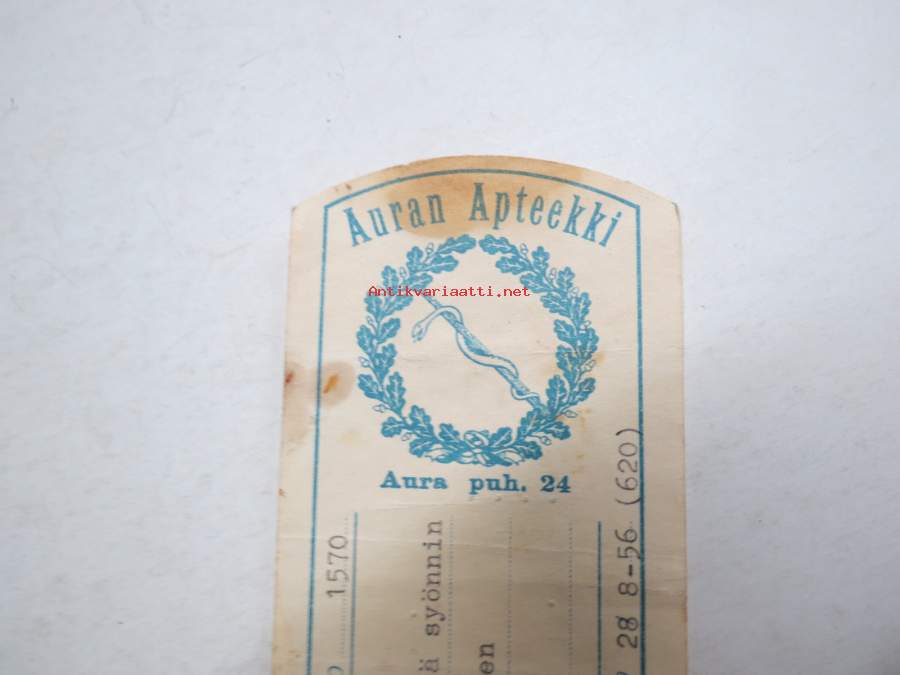 Auran Apteekki
Antikvariaatti.net
Aura puh. 24
1570
ä syönnin
en
28 8-56 (620)